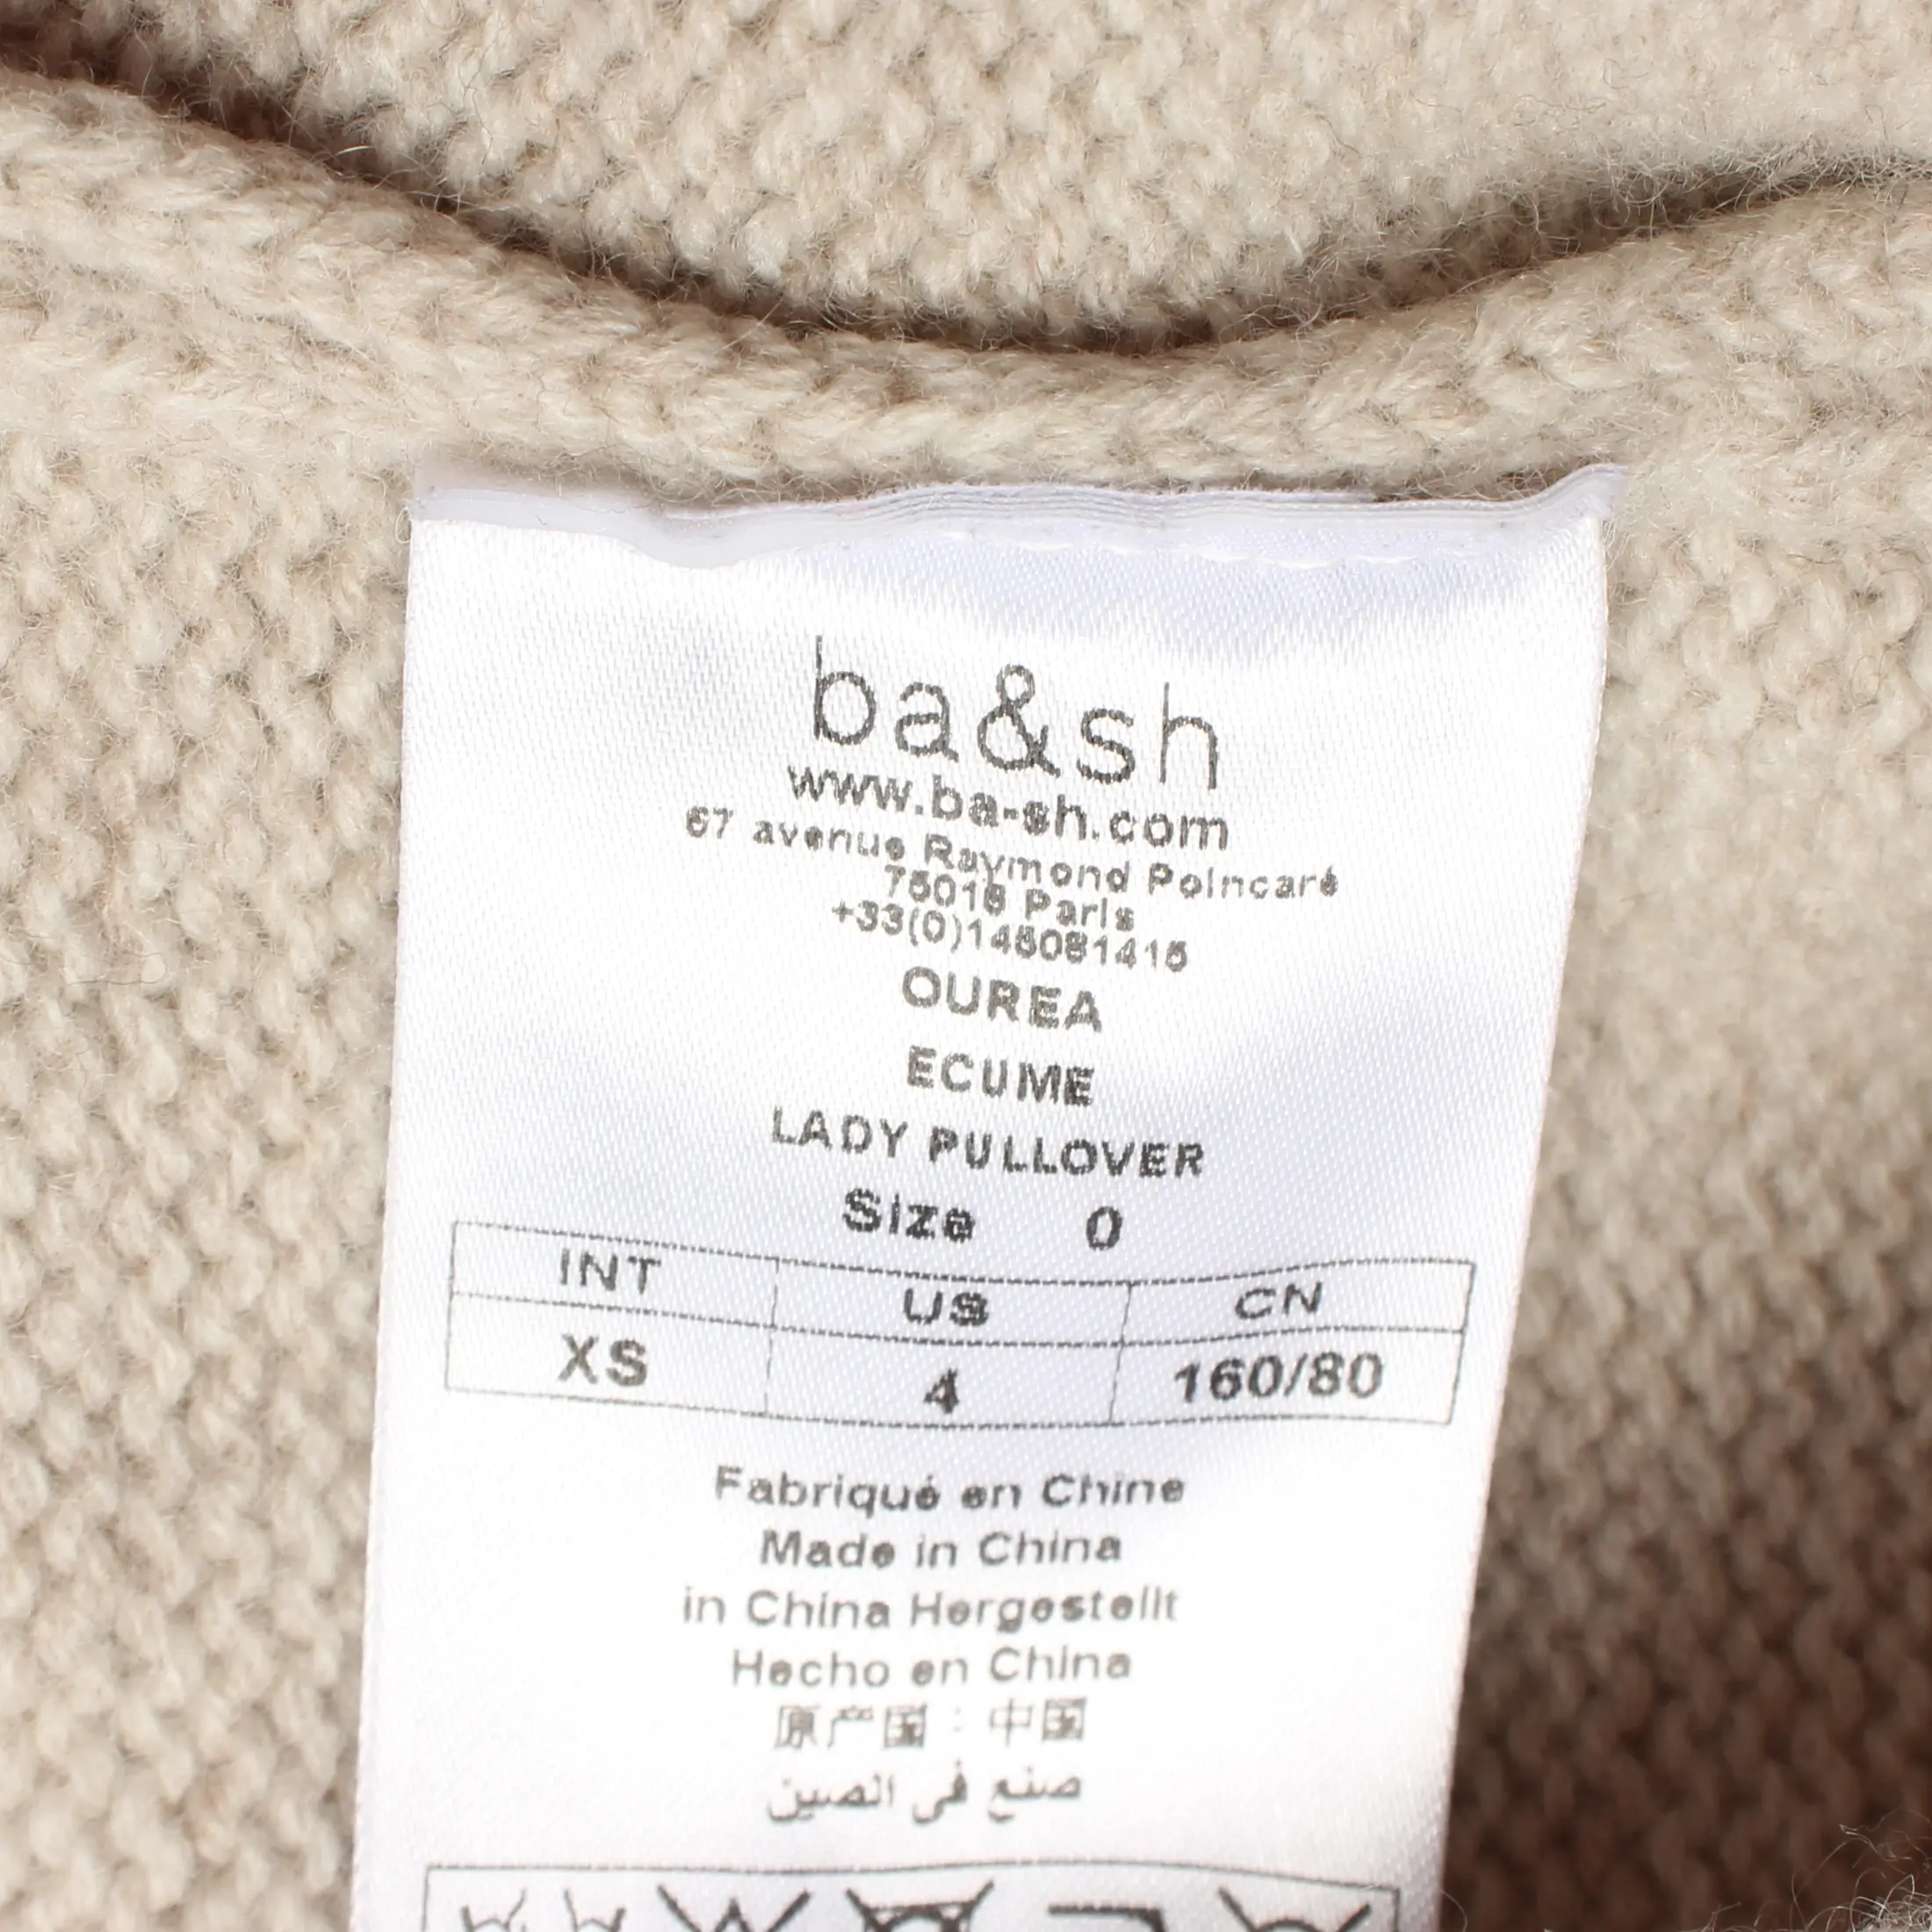 ba&sh
www.ba-sh.com
67 avenue Raymond Poincaré
75016 Paris
+33(0)145081415
OUREA
ECUME
LADY PULLOVER
Size 0
INT US CN
XS 4 160/80
Fabriqué en Chine
Made in China
in China Hergestellt
Hecho en China
原产国：中国
صنع في الصين